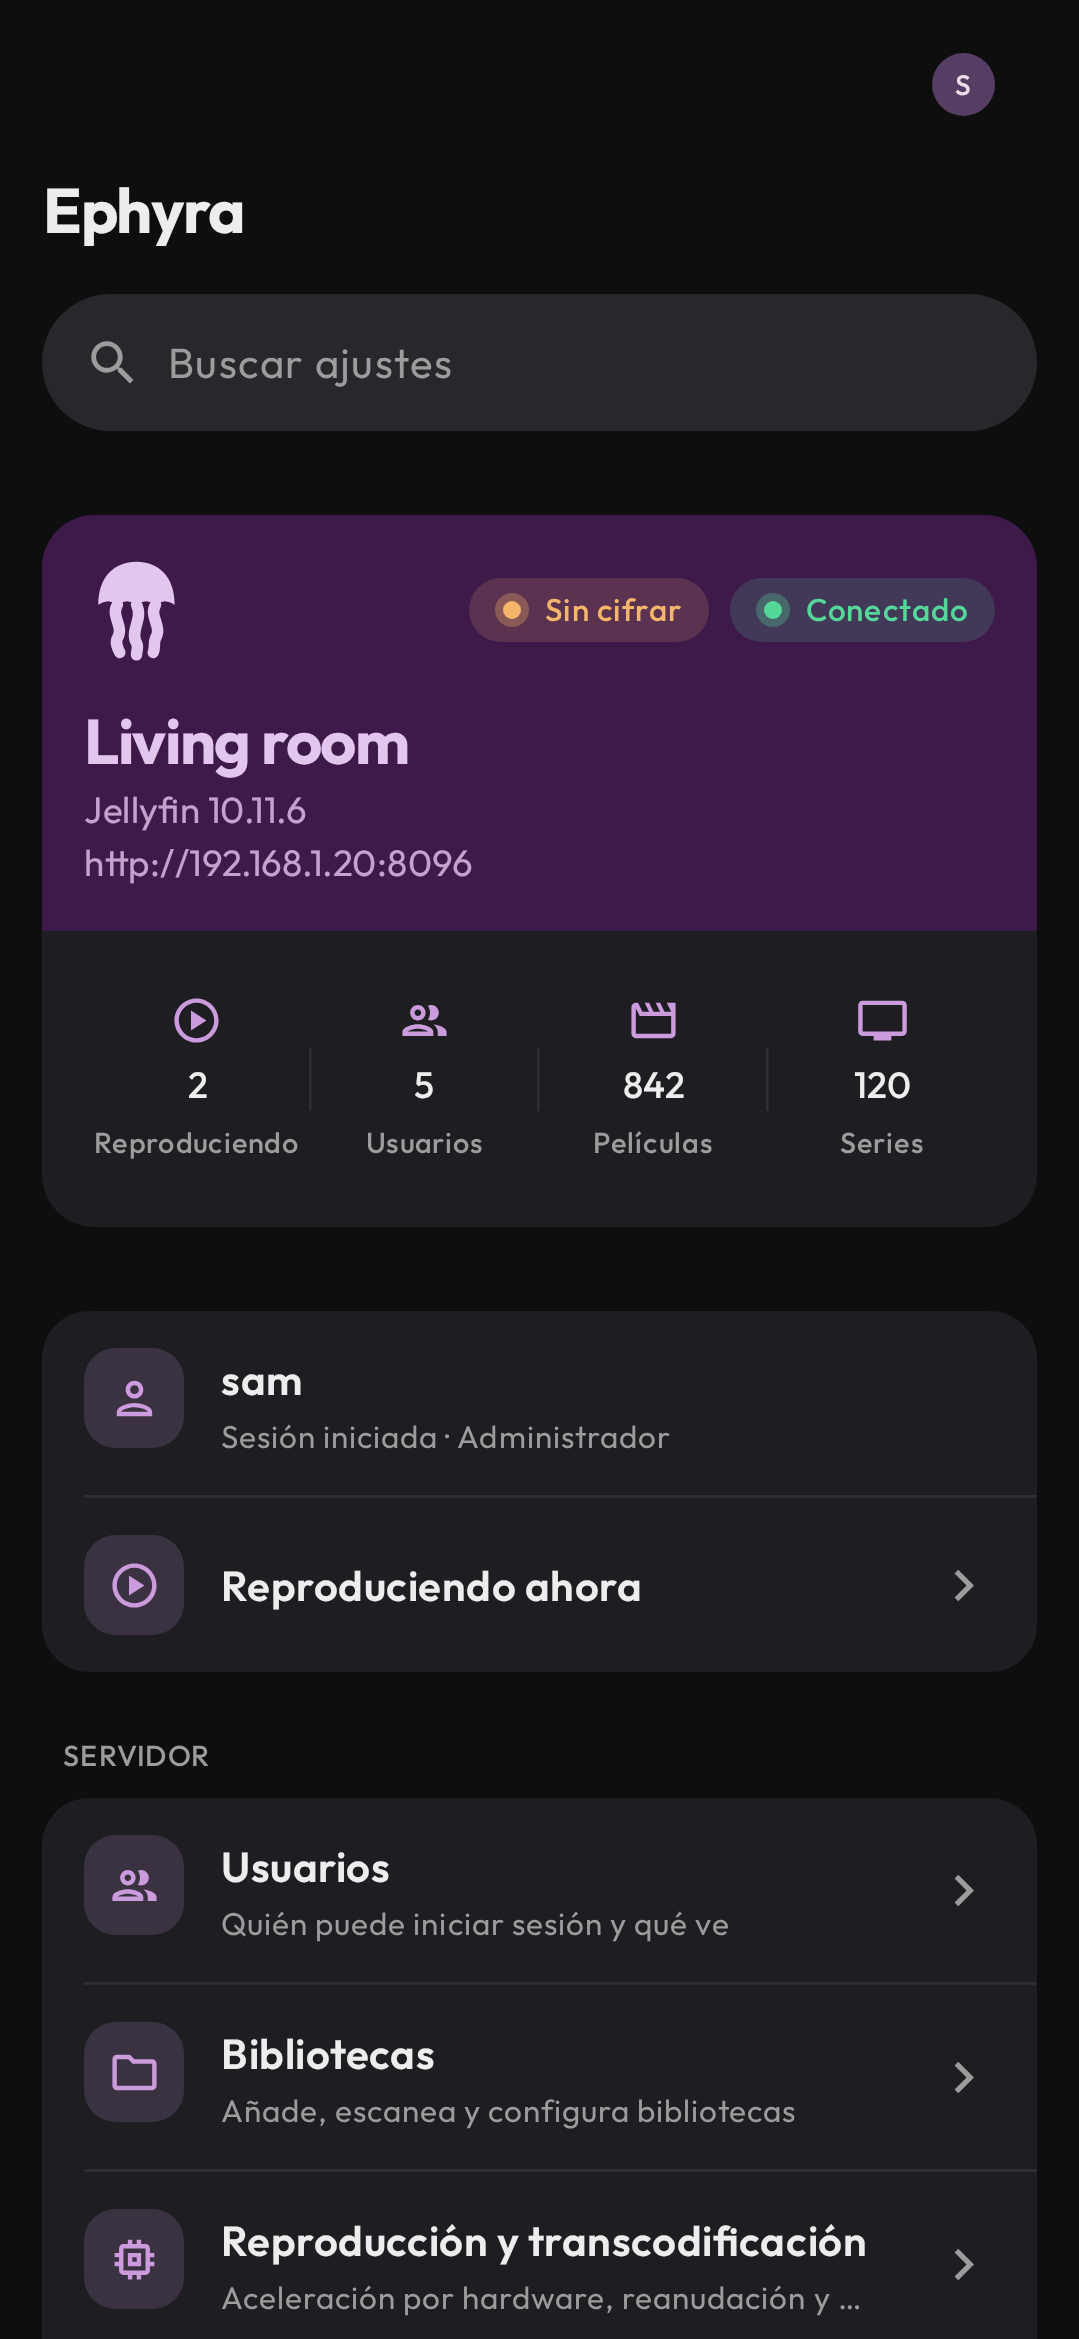 S
Ephyra
Buscar ajustes
Sin cifrar
Conectado
Living room
Jellyfin 10.11.6
http://192.168.1.20:8096
2
5
842
120
Reproduciendo
Usuarios
Películas
Series
sam
Sesión iniciada · Administrador
Reproduciendo ahora
SERVIDOR
Usuarios
Quién puede iniciar sesión y qué ve
Bibliotecas
Añade, escanea y configura bibliotecas
Reproducción y transcodificación
Aceleración por hardware, reanudación y ...